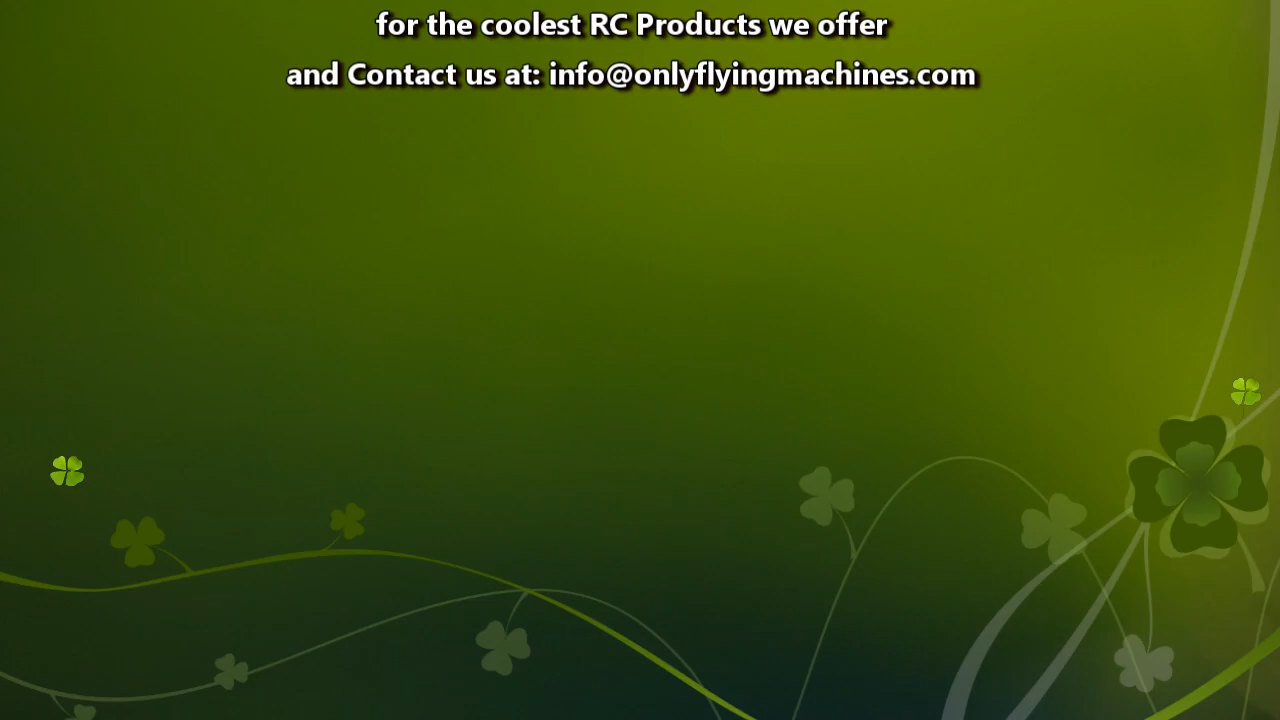 for the coolest RC Products we offer
and Contact us at: info@onlyflyingmachines.com